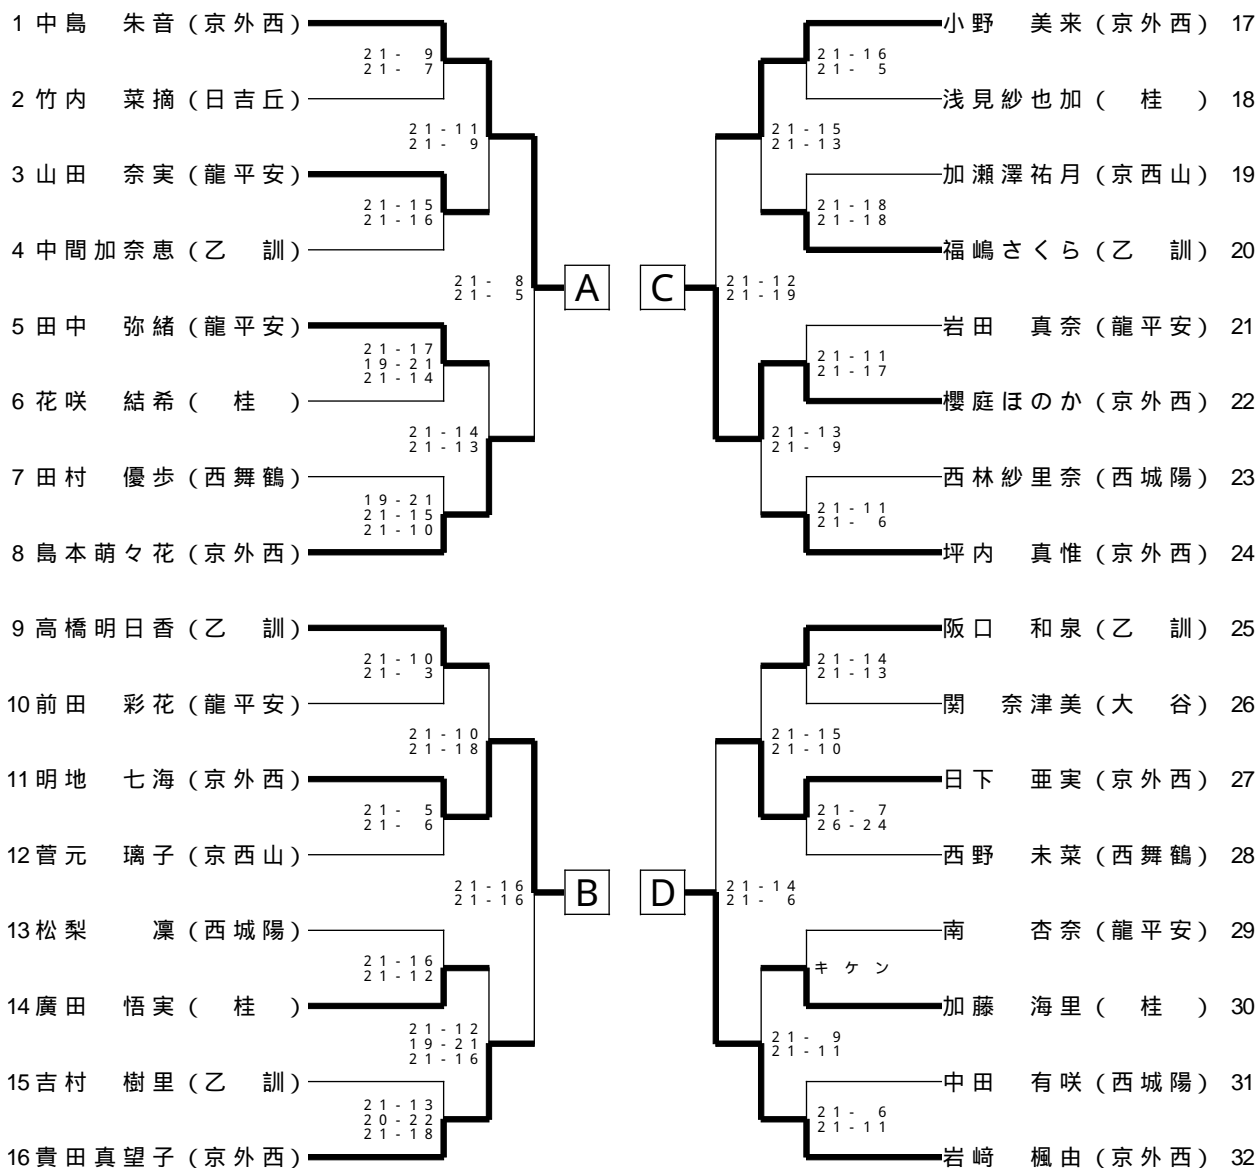 1 中島　朱音 (京外西)
21 - 9
21 - 7
2 竹内　菜摘 (日吉丘)
21 - 11
21 - 9
3 山田　奈実 (龍平安)
21 - 15
21 - 16
4 中間加奈恵 (乙　訓)
21 - 8
21 - 5
A
5 田中　弥緒 (龍平安)
21 - 17
19 - 21
21 - 14
6 花咲　結希 (　桂　)
21 - 14
21 - 13
7 田村　優歩 (西舞鶴)
19 - 21
21 - 15
21 - 10
8 島本萌々花 (京外西)
9 高橋明日香 (乙　訓)
21 - 10
21 - 3
10 前田　彩花 (龍平安)
21 - 10
21 - 18
11 明地　七海 (京外西)
21 - 5
21 - 6
12 菅元　璃子 (京西山)
21 - 16
21 - 16
B
13 松梨　　凜 (西城陽)
21 - 16
21 - 12
14 廣田　悟実 (　桂　)
21 - 12
19 - 21
21 - 16
15 吉村　樹里 (乙　訓)
21 - 13
20 - 22
21 - 18
16 貴田真望子 (京外西)
小野　美来 (京外西) 17
21 - 16
21 - 5
浅見紗也加 (　桂　) 18
21 - 15
21 - 13
加瀬澤祐月 (京西山) 19
21 - 18
21 - 18
福嶋さくら (乙　訓) 20
C
21 - 12
21 - 19
岩田　真奈 (龍平安) 21
21 - 11
21 - 17
櫻庭ほのか (京外西) 22
21 - 13
21 - 9
西林紗里奈 (西城陽) 23
21 - 11
21 - 6
坪内　真惟 (京外西) 24
阪口　和泉 (乙　訓) 25
21 - 14
21 - 13
関　奈津美 (大　谷) 26
21 - 15
21 - 10
日下　亜実 (京外西) 27
21 - 7
26 - 24
西野　未菜 (西舞鶴) 28
D
21 - 14
21 - 6
南　　杏奈 (龍平安) 29
キケン
加藤　海里 (　桂　) 30
21 - 9
21 - 11
中田　有咲 (西城陽) 31
21 - 6
21 - 11
岩﨑　楓由 (京外西) 32